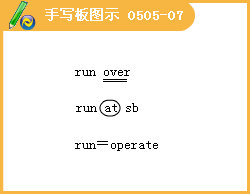 手写板图示 0505-07
run over
run at sb
run=operate